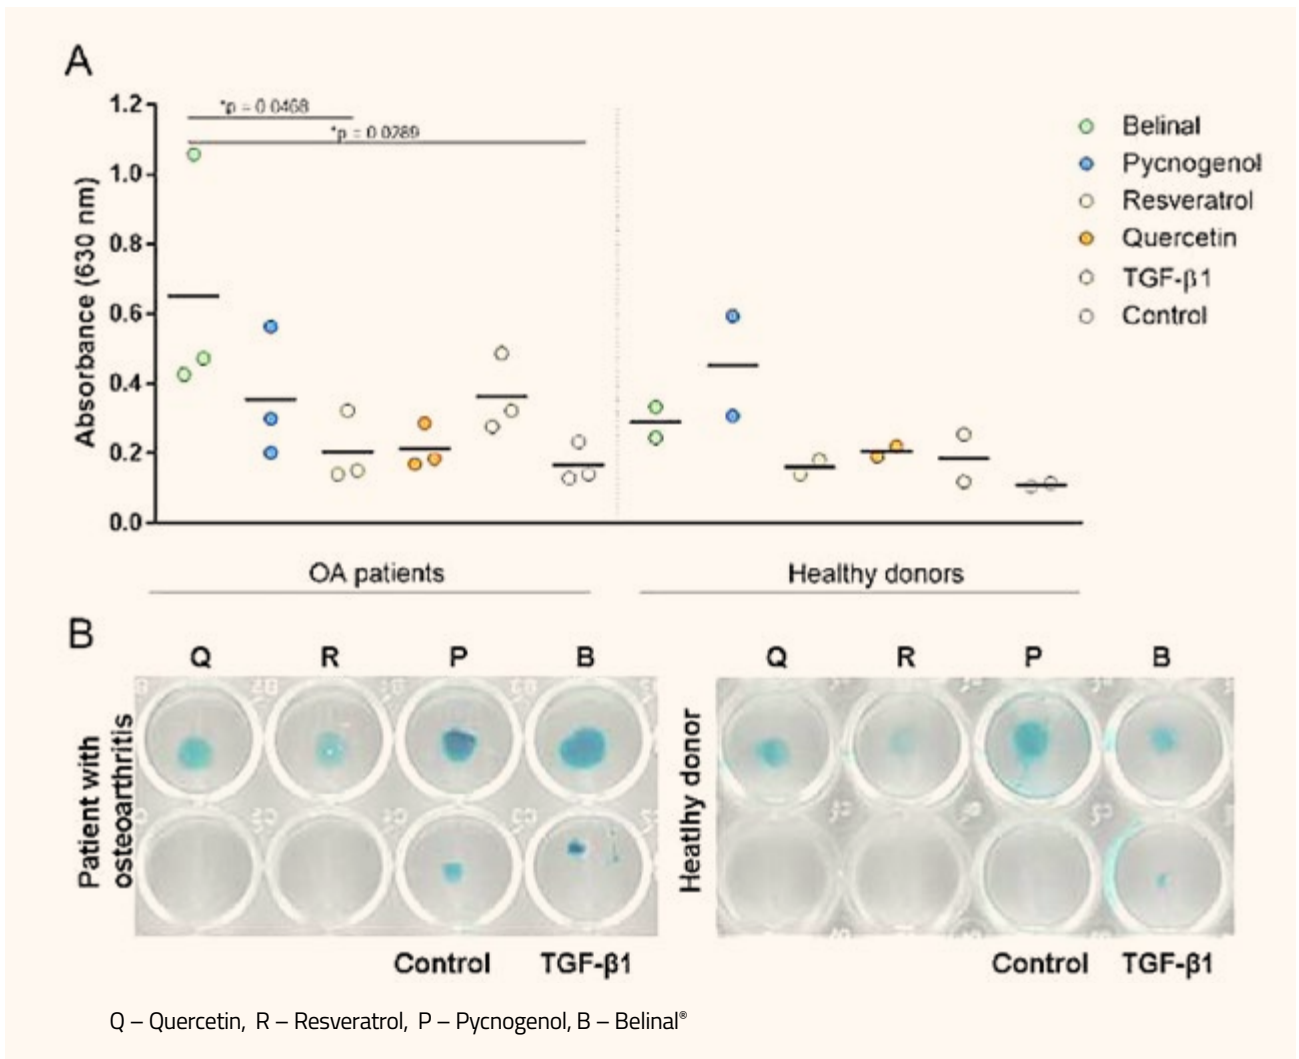 A
1.2
*p = 0.0468
*p = 0.0289
1.0
0.8
0.6
0.4
0.2
0.0
Absorbance (630 nm)
Belinal
Pycnogenol
Resveratrol
Quercetin
TGF-β1
Control
OA patients
Healthy donors
B
Q R P B
Q R P B
Patient with
osteoarthritis
Heatlhy donor
Control TGF-β1
Control TGF-β1
Q – Quercetin, R – Resveratrol, P – Pycnogenol, B – Belinal®